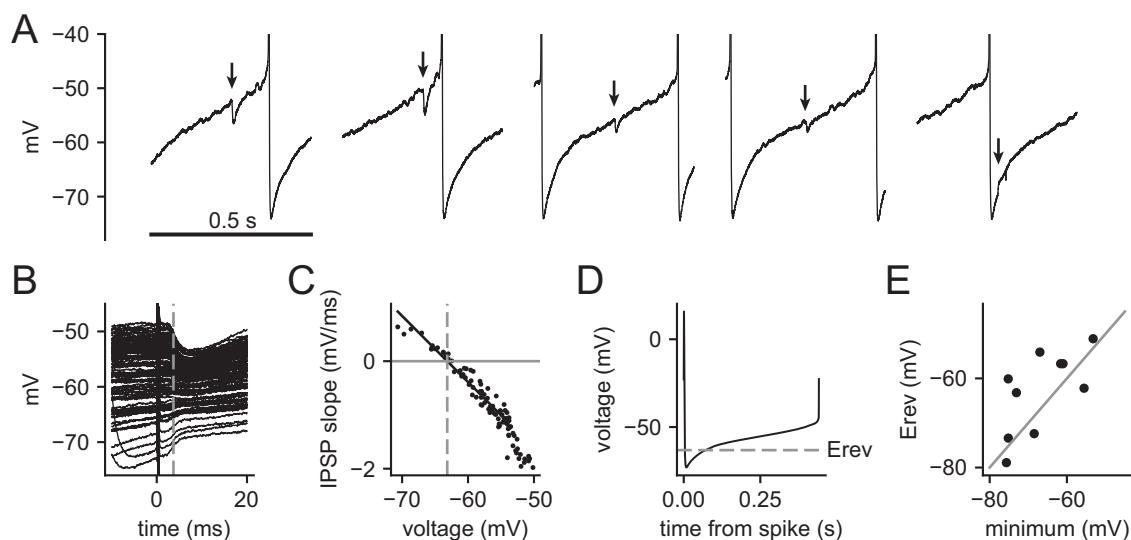 A
−40
−50
−60
−70
mV
0.5 s
B
−50
−60
−70
mV
0
20
time (ms)
C
0
−2
IPSP slope (mV/ms)
−70
−60
−50
voltage (mV)
D
0
−50
voltage (mV)
Erev
0.00
0.25
time from spike (s)
E
−60
−80
Erev (mV)
−80
−60
minimum (mV)